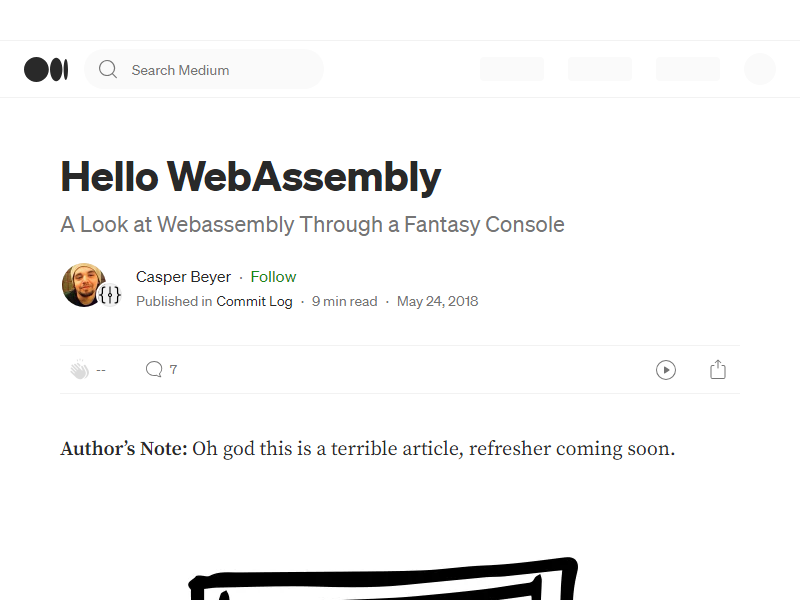 Search Medium
Hello WebAssembly
A Look at Webassembly Through a Fantasy Console
Casper Beyer · Follow
Published in Commit Log · 9 min read · May 24, 2018
-- 7
Author’s Note: Oh god this is a terrible article, refresher coming soon.